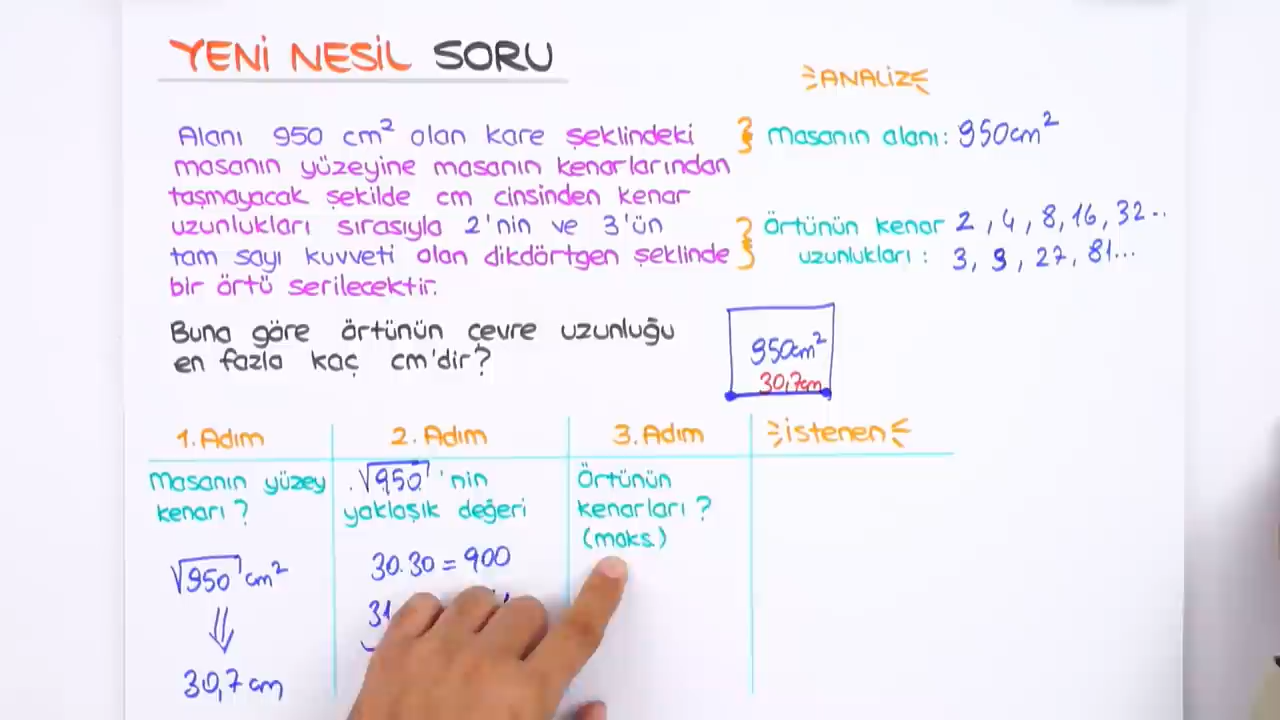 YENİ NESİL SORU
ANALİZ
Alanı 950 cm² olan kare şeklindeki
masanın yüzeyine masanın kenarlarından
taşmayacak şekilde cm cinsinden kenar
uzunlukları sırasıyla 2'nin ve 3'ün
tam sayı kuvveti olan dikdörtgen şeklinde
bir örtü serilecektir.
Masanın alanı: 950cm²
Örtünün kenar 2, 4, 8, 16, 32...
uzunlukları: 3, 9, 27, 81...
Buna göre örtünün çevre uzunluğu
en fazla kaç cm'dir?
950cm²
30,7cm
1. Adım
Masanın yüzey
kenarı?
√950 cm²
30,7 cm
2. Adım
√950'nin
yaklaşık değeri
30.30=900
31
3. Adım
Örtünün
kenarları?
(maks.)
istenen